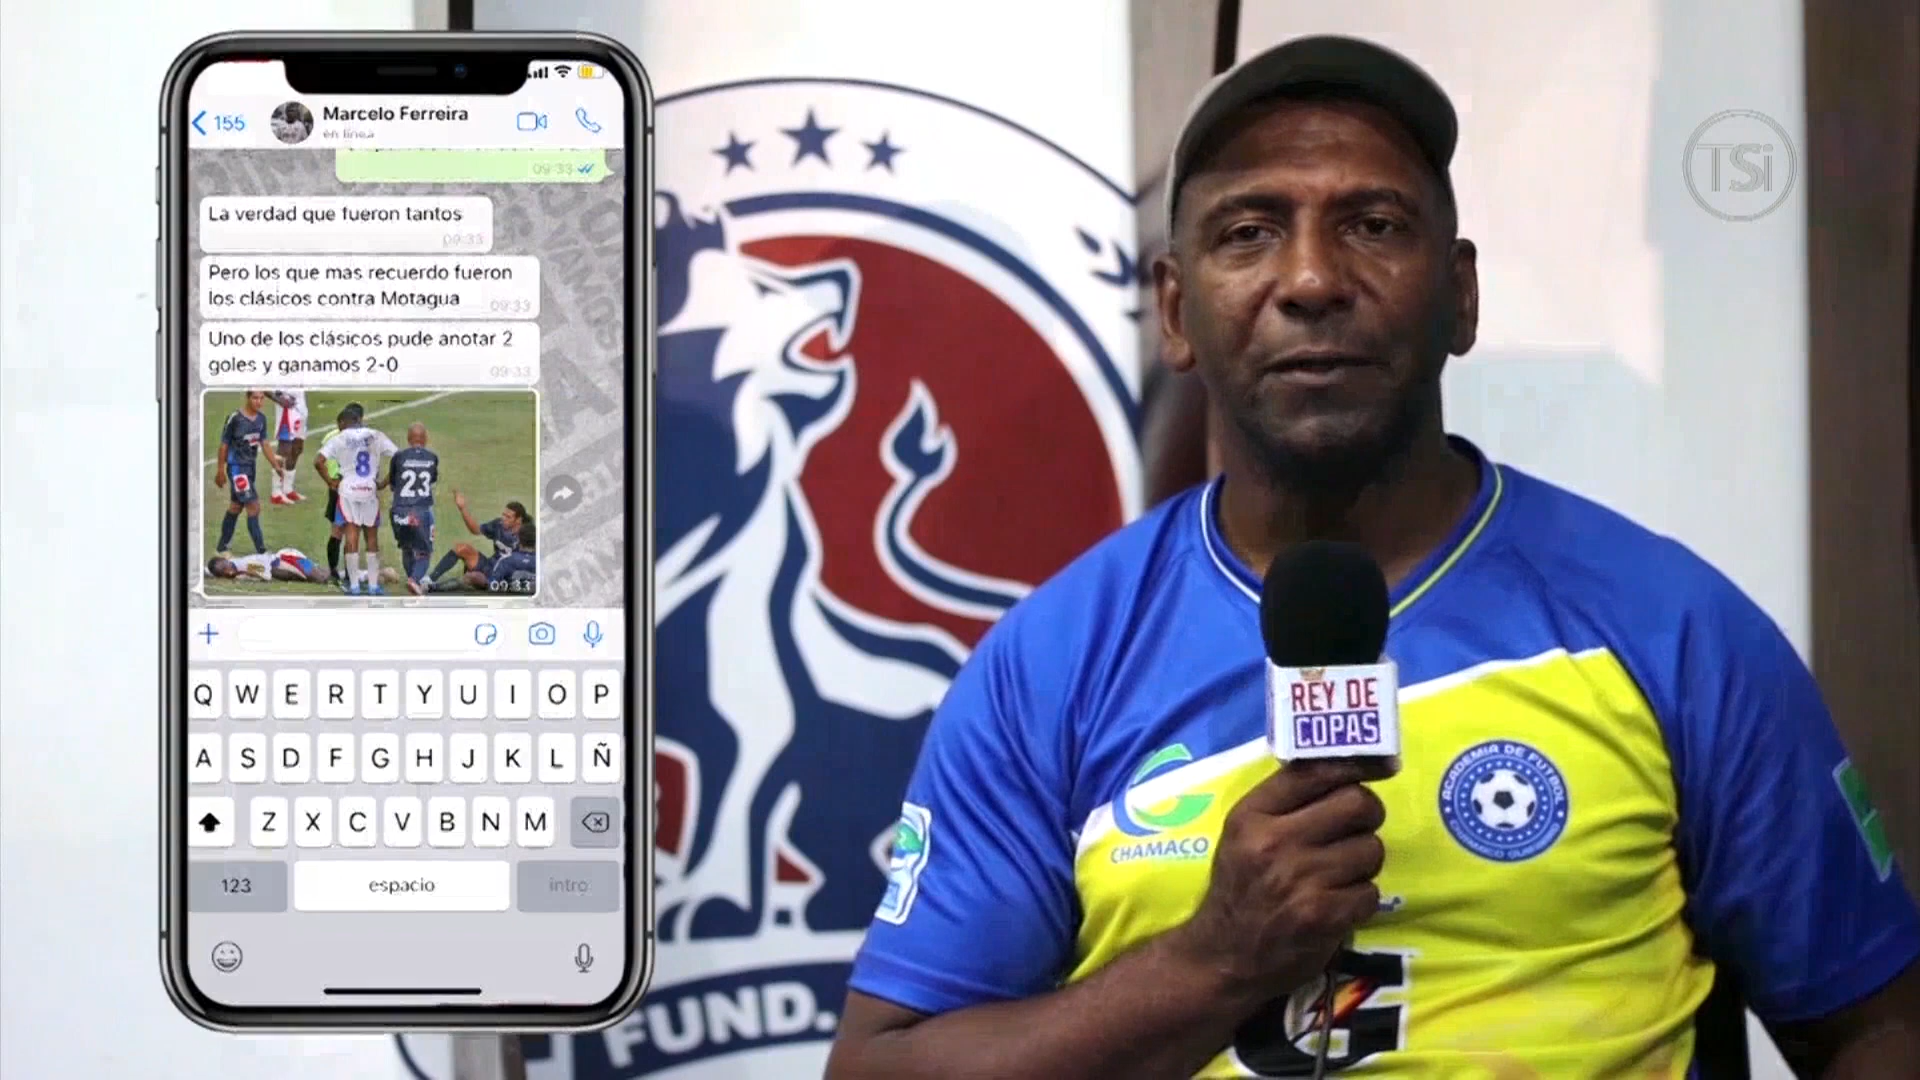 155
Marcelo Ferreira
en línea
09:33
La verdad que fueron tantos
09:33
Pero los que mas recuerdo fueron
los clásicos contra Motagua
09:33
Uno de los clásicos pude anotar 2
goles y ganamos 2-0
09:33
8
23
09:33
Q W E R T Y U I O P
A S D F G H J K L Ñ
Z X C V B N M
123
espacio
intro
FUND.
TSi
REY DE
COPAS
CHAMACO
ACADEMIA DE FUTBOL
G